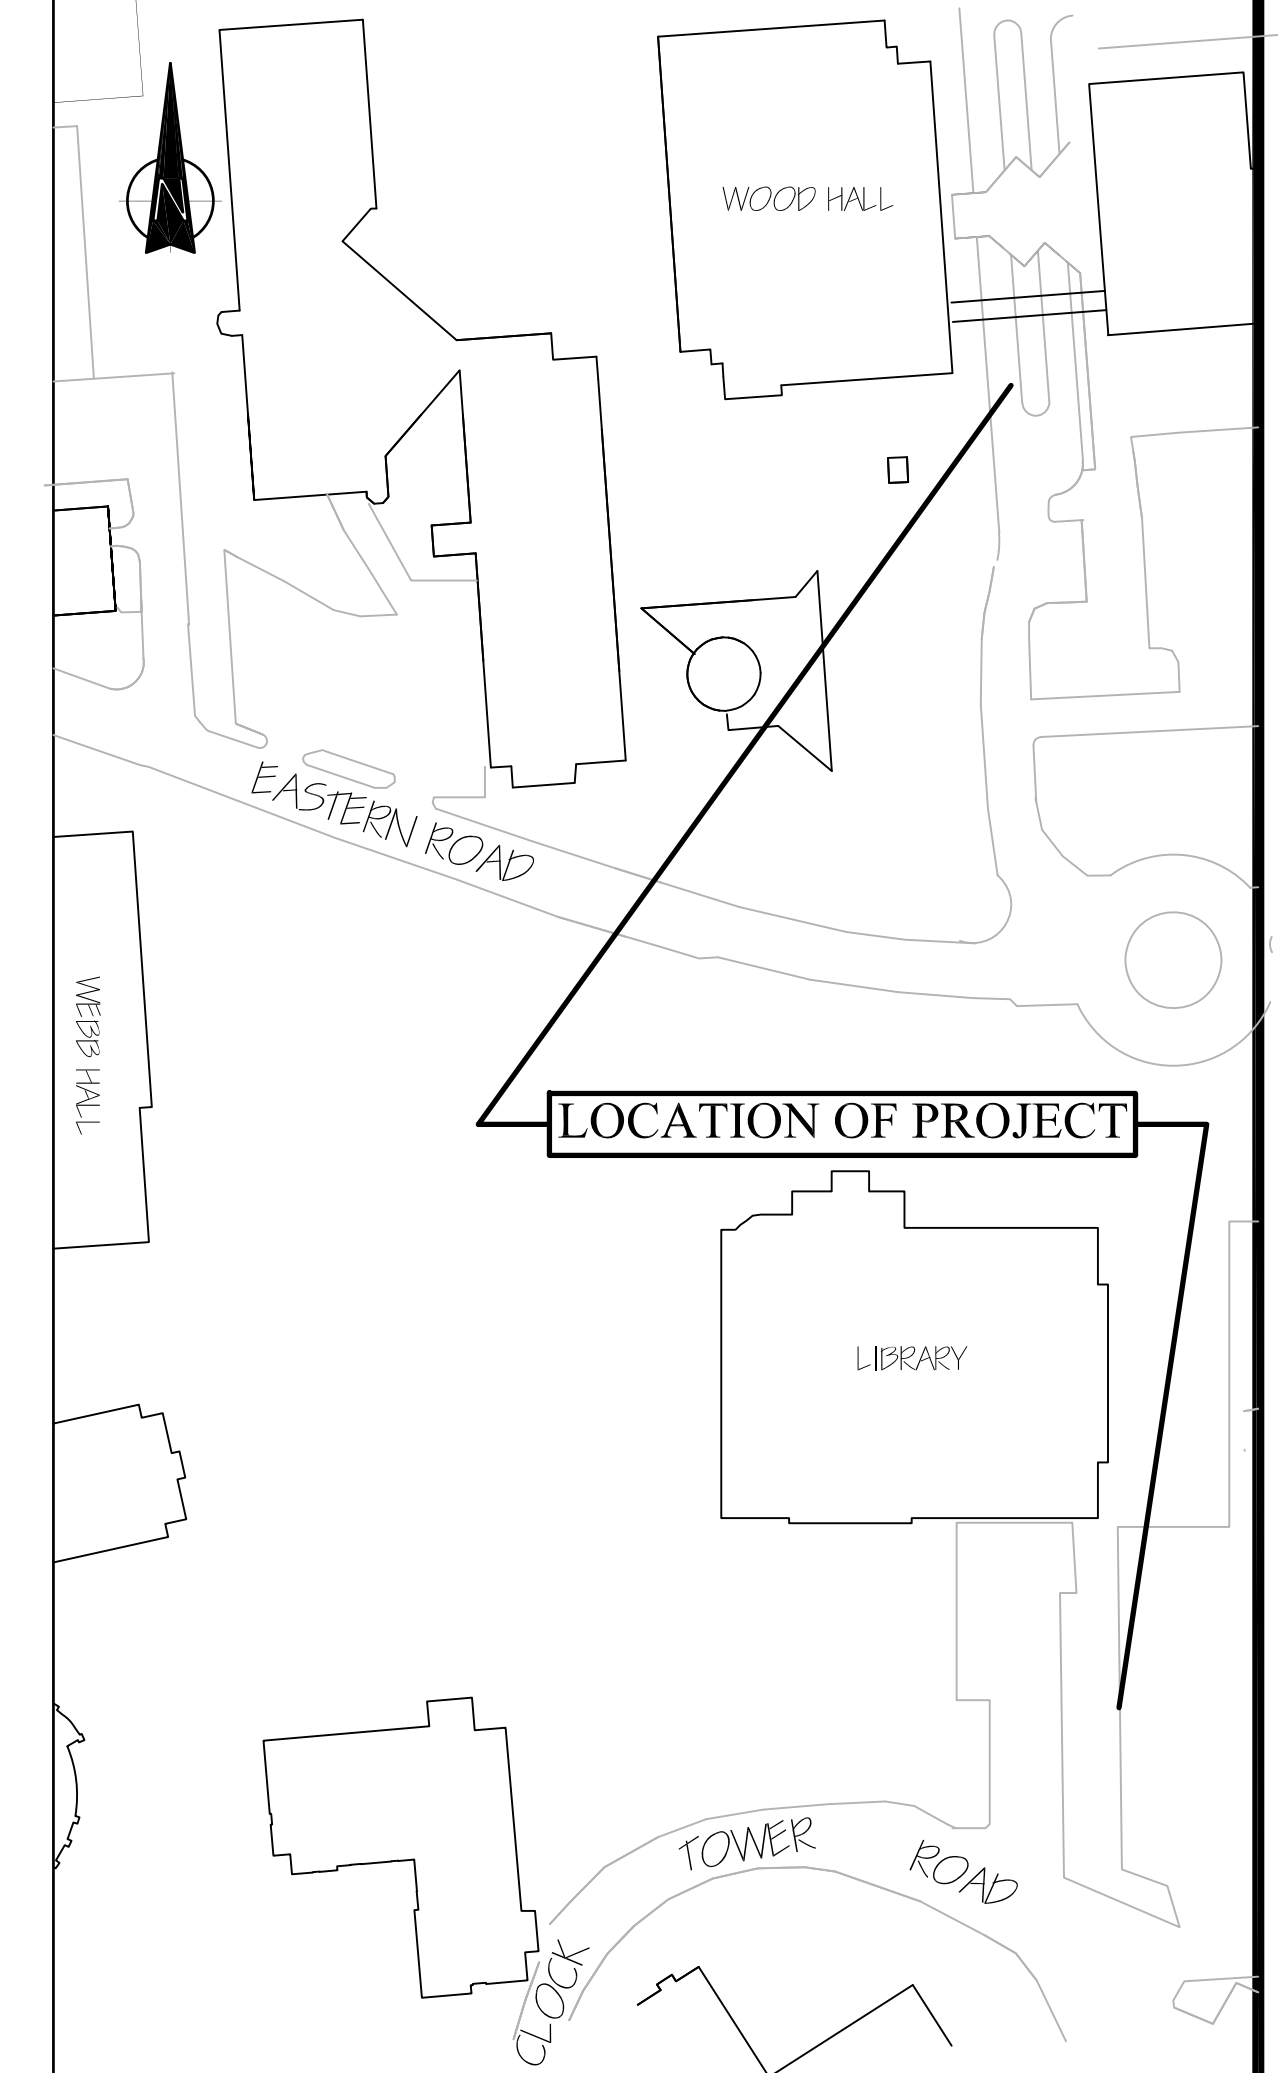 N
WOOD HALL
EASTERN ROAD
WEBB HALL
LOCATION OF PROJECT
LIBRARY
CLOCK TOWER ROAD